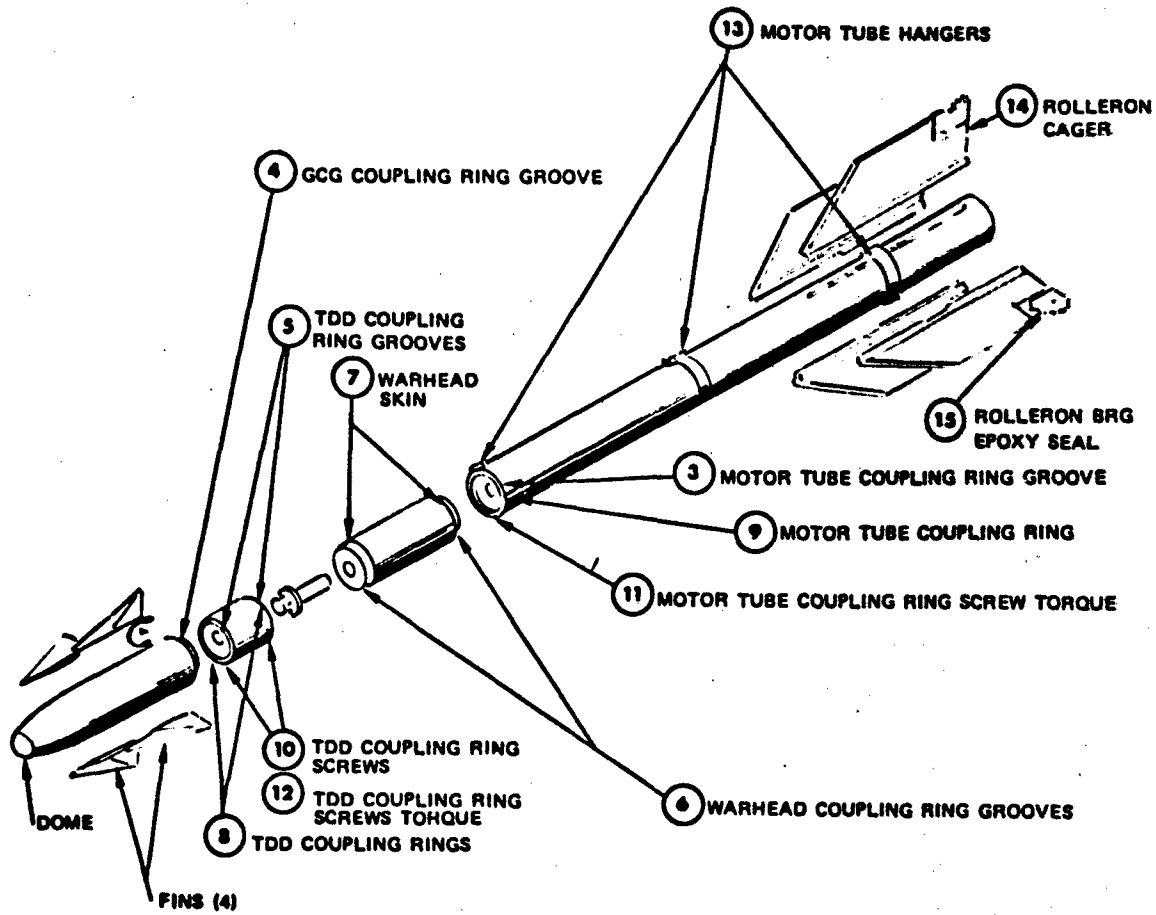 13 MOTOR TUBE HANGERS
14 ROLLERON
CAGER
4 GCG COUPLING RING GROOVE
5 TDD COUPLING
RING GROOVES
7 WARHEAD
SKIN
15 ROLLERON BRG
EPOXY SEAL
3 MOTOR TUBE COUPLING RING GROOVE
9 MOTOR TUBE COUPLING RING
11 MOTOR TUBE COUPLING RING SCREW TORQUE
10 TDD COUPLING RING
SCREWS
12 TDD COUPLING RING
SCREWS TORQUE
6 WARHEAD COUPLING RING GROOVES
DOME
8 TDD COUPLING RINGS
FINS (4)